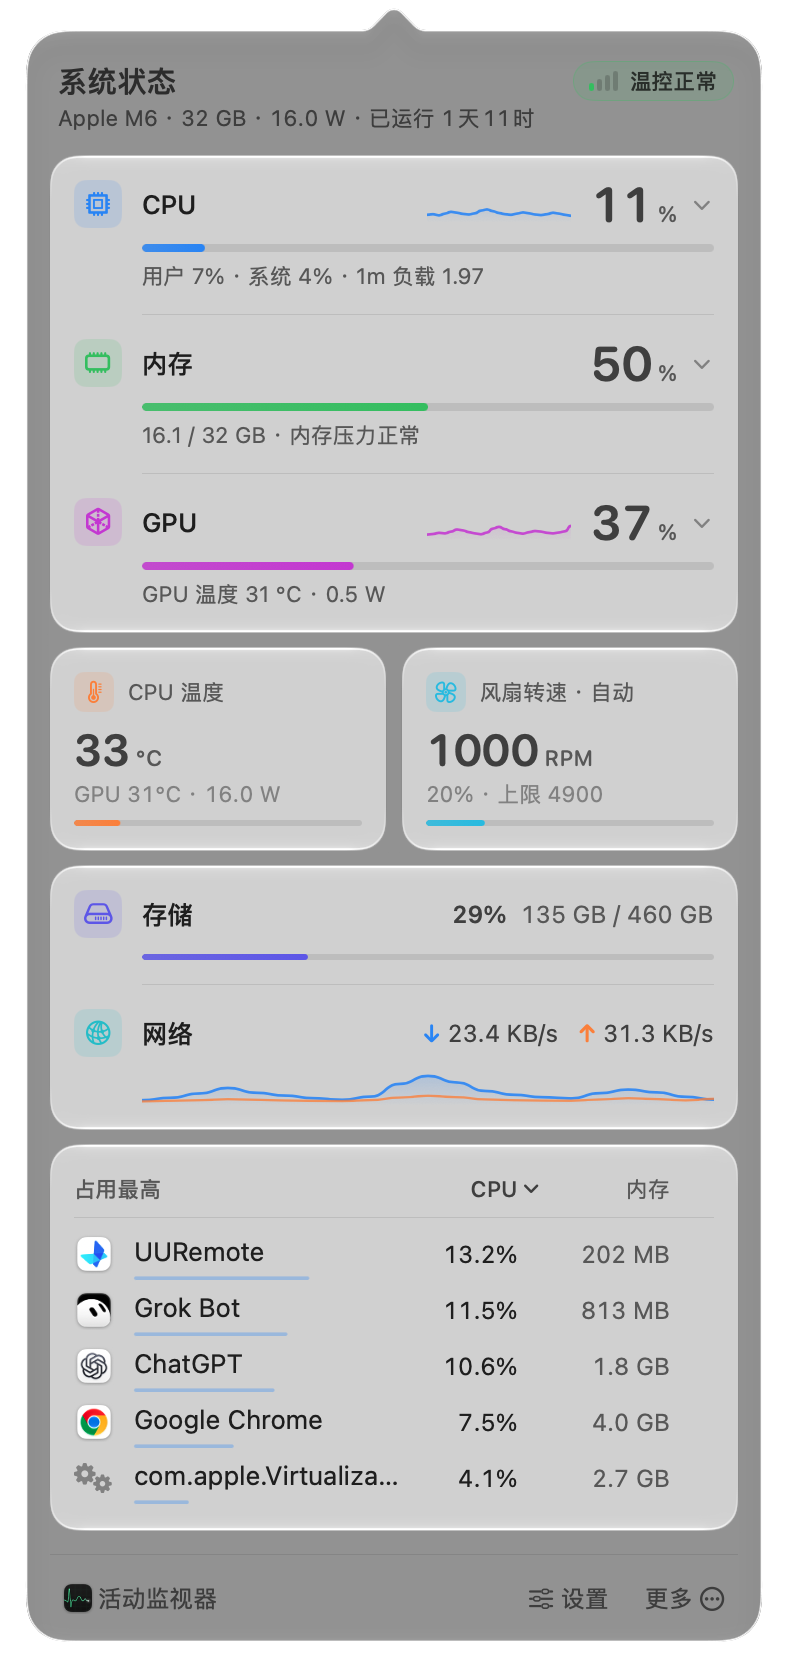 系统状态
温控正常
Apple M6 · 32 GB · 16.0 W · 已运行 1天11时
CPU
11 %
用户 7% · 系统 4% · 1m 负载 1.97
内存
50 %
16.1 / 32 GB · 内存压力正常
GPU
37 %
GPU 温度 31 °C · 0.5 W
CPU 温度
33 °C
GPU 31°C · 16.0 W
风扇转速 · 自动
1000 RPM
20% · 上限 4900
存储 29% 135 GB / 460 GB
网络 ↓ 23.4 KB/s ↑ 31.3 KB/s
占用最高 CPU 内存
UURemote 13.2% 202 MB
Grok Bot 11.5% 813 MB
ChatGPT 10.6% 1.8 GB
Google Chrome 7.5% 4.0 GB
com.apple.Virtualiza... 4.1% 2.7 GB
活动监视器 设置 更多